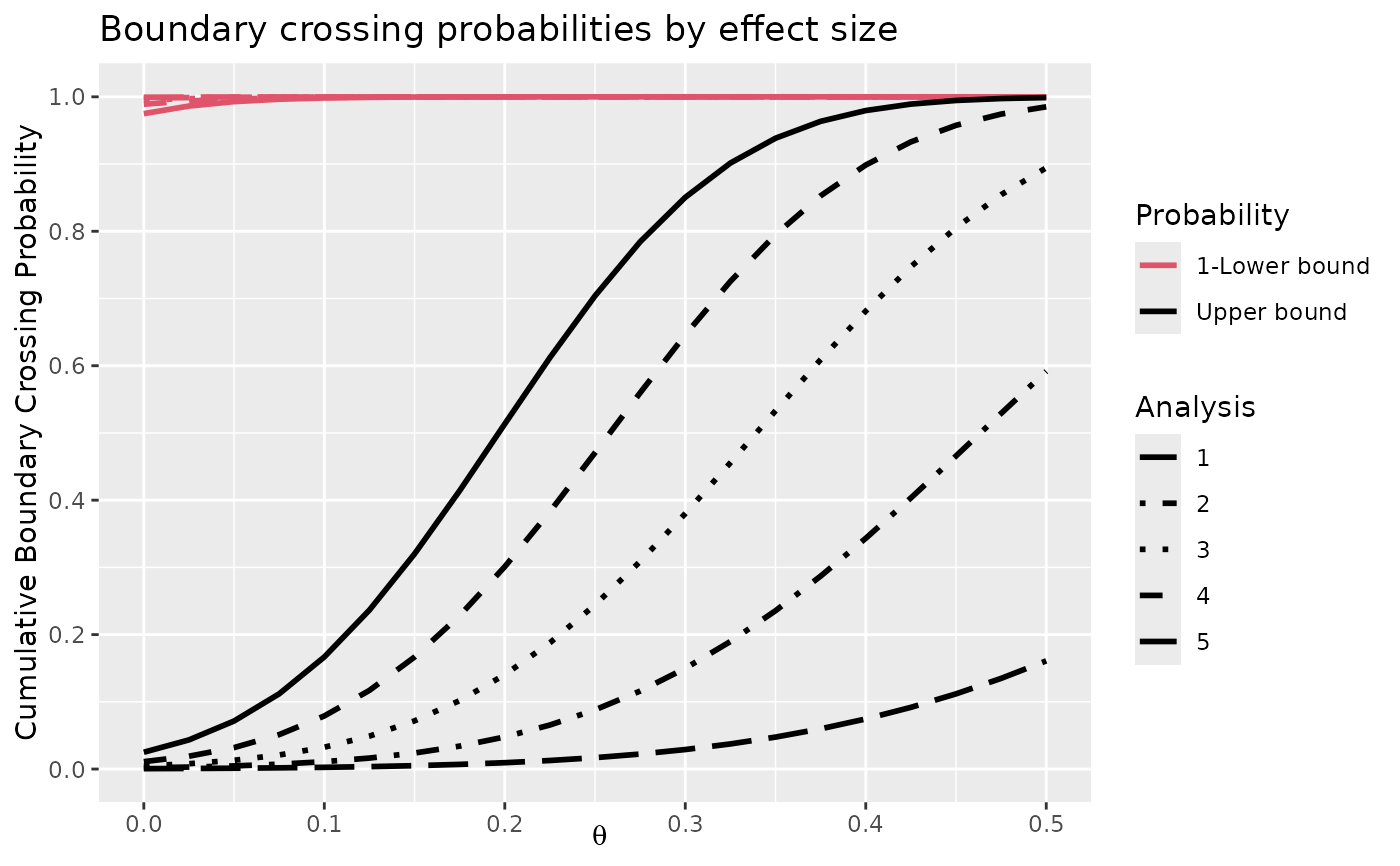 Boundary crossing probabilities by effect size
Cumulative Boundary Crossing Probability
1.0
0.8
0.6
0.4
0.2
0.0
0.0 0.1 0.2 0.3 0.4 0.5
θ
Probability
1-Lower bound
Upper bound
Analysis
1
2
3
4
5